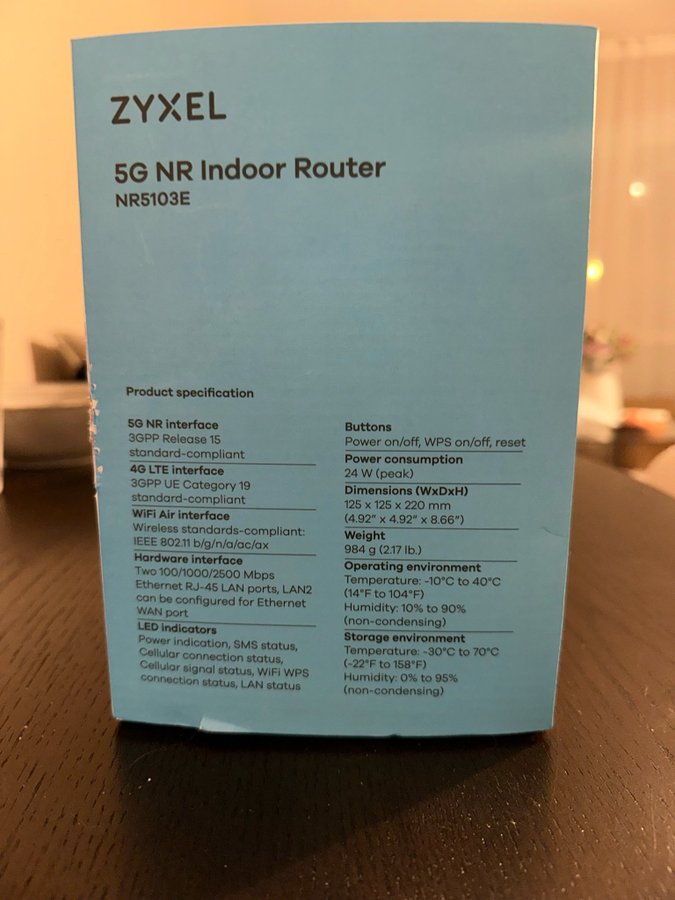 ZYXEL
5G NR Indoor Router
NR5103E
Product specification
5G NR interface
3GPP Release 15
standard-compliant
4G LTE interface
3GPP UE Category 19
standard-compliant
WiFi Air interface
Wireless standards-compliant:
IEEE 802.11 b/g/n/a/ac/ax
Hardware interface
Two 100/1000/2500 Mbps
Ethernet RJ-45 LAN ports, LAN2
can be configured for Ethernet
WAN port
LED indicators
Power indication, SMS status,
Cellular connection status,
Cellular signal status, WiFi WPS
connection status, LAN status
Buttons
Power on/off, WPS on/off, reset
Power consumption
24 W (peak)
Dimensions (WxDxH)
125 x 125 x 220 mm
(4.92” x 4.92” x 8.66”)
Weight
984 g (2.17 lb.)
Operating environment
Temperature: -10°C to 40°C
(14°F to 104°F)
Humidity: 10% to 90%
(non-condensing)
Storage environment
Temperature: -30°C to 70°C
(-22°F to 158°F)
Humidity: 0% to 95%
(non-condensing)